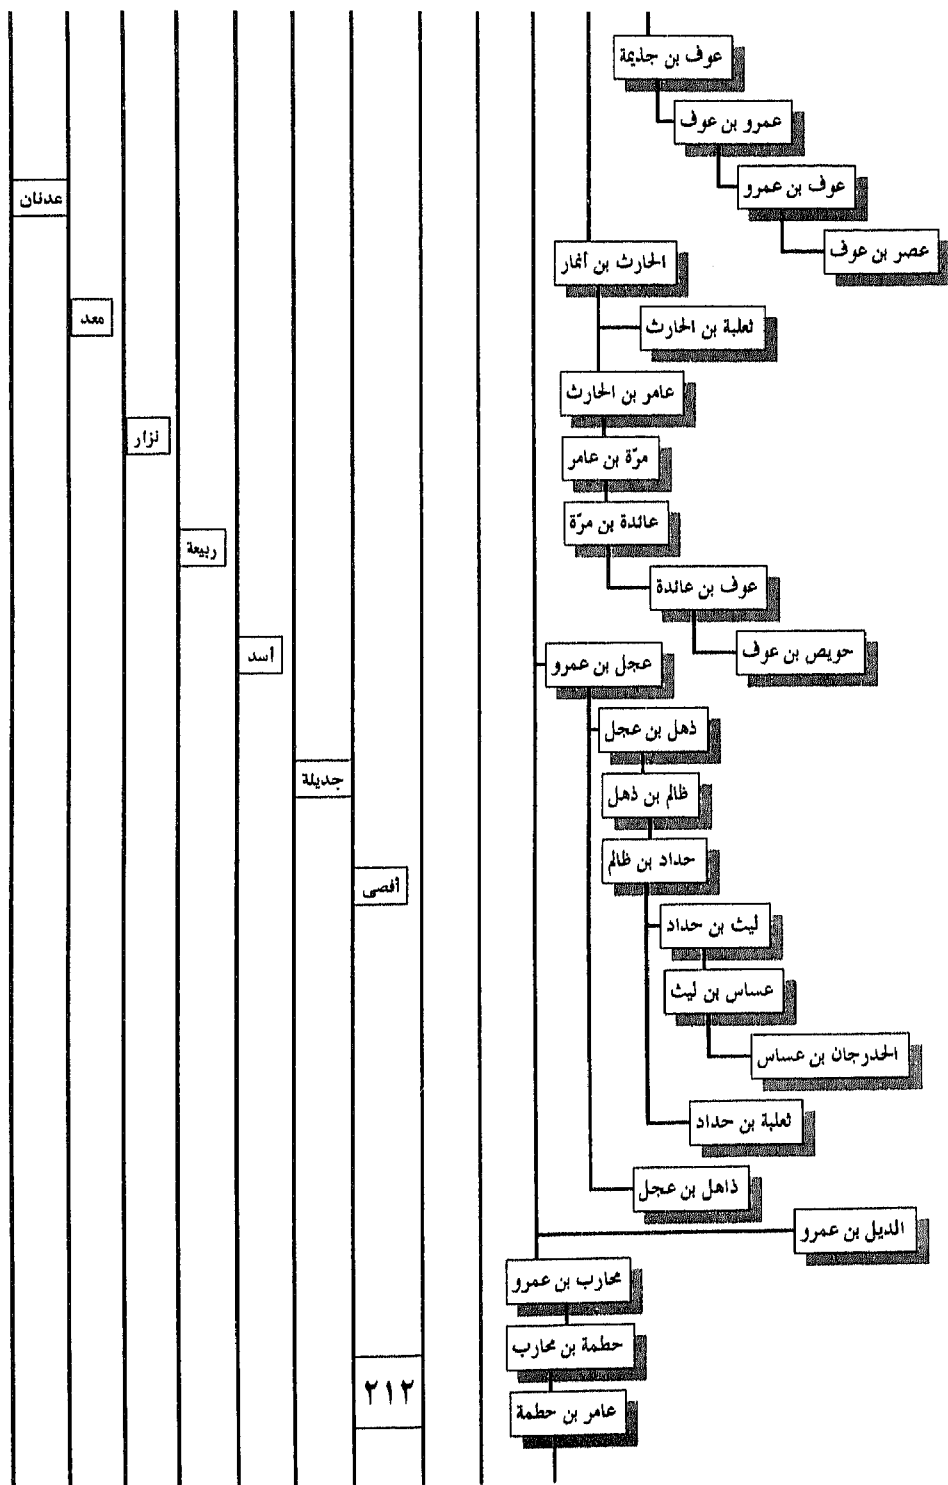 عوف بن جذيمة
عمرو بن عوف
عوف بن عمرو
عدنان
عصر بن عوف
الحارث بن أنمار
معد
ثعلبة بن الحارث
عامر بن الحارث
نزار
مرّة بن عامر
عائدة بن مرّة
ربيعة
عوف بن عائدة
حويص بن عوف
عجل بن عمرو
أسد
ذهل بن عجل
جديلة
ظالم بن ذهل
حداد بن ظالم
أفصى
ليث بن حداد
عساس بن ليث
الحدرجان بن عساس
ثعلبة بن حداد
ذاهل بن عجل
الديل بن عمرو
محارب بن عمرو
حطمة بن محارب
٢١٢
عامر بن حطمة